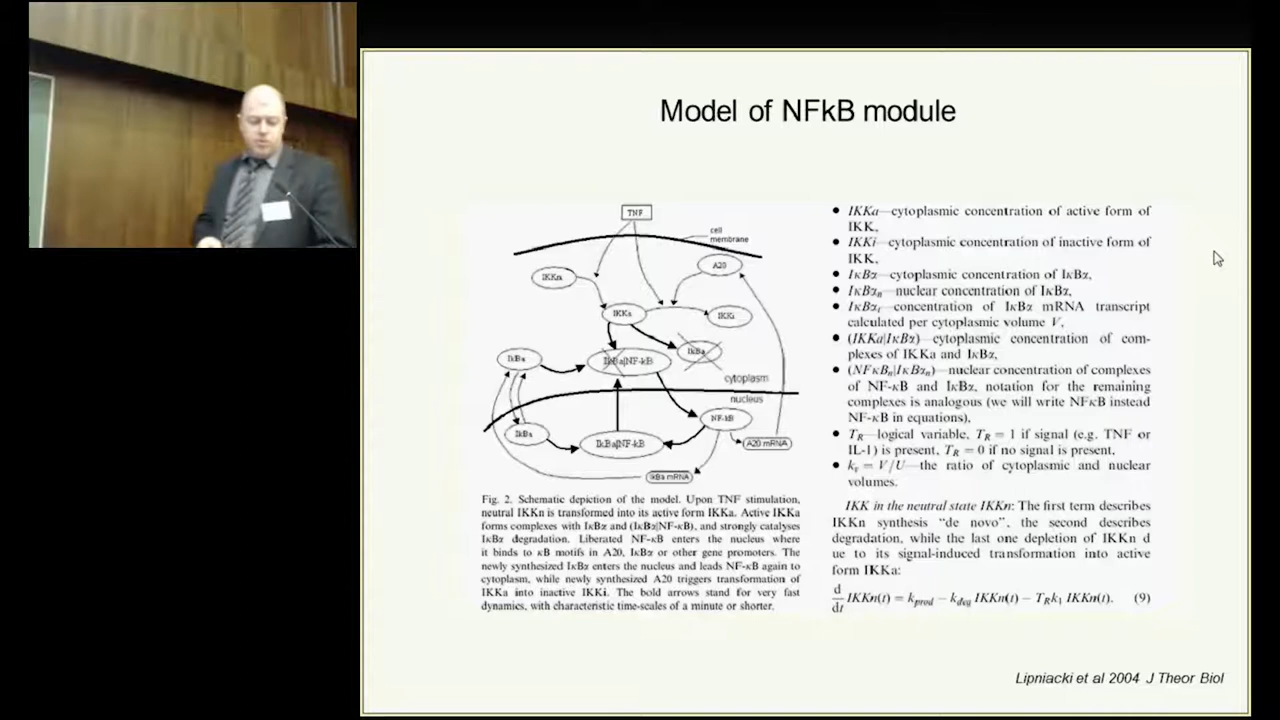 Model of NFkB module
TNF
cell
membrane
IKKn
A20
IKKa
IKKi
IkBa
IkBa|NF-kB
IkBa
cytoplasm
nucleus
NF-kB
IkBa
IkBa|NF-kB
A20 mRNA
IkBa mRNA
Fig. 2. Schematic depiction of the model. Upon TNF stimulation,
neutral IKKn is transformed into its active form IKKa. Active IKKa
forms complexes with IκBα and (IκBα|NF-κB), and strongly catalyses
IκBα degradation. Liberated NF-κB enters the nucleus where
it binds to κB motifs in A20, IκBα or other gene promoters. The
newly synthesized IκBα enters the nucleus and leads NF-κB again to
cytoplasm, while newly synthesized A20 triggers transformation of
IKKa into inactive IKKi. The bold arrows stand for very fast
dynamics, with characteristic time-scales of a minute or shorter.
• IKKa—cytoplasmic concentration of active form of
IKK,
• IKKi—cytoplasmic concentration of inactive form of
IKK,
• IκBα—cytoplasmic concentration of IκBα,
• IκBαn—nuclear concentration of IκBα,
• IκBαt—concentration of IκBα mRNA transcript
calculated per cytoplasmic volume V,
• (IKKa|IκBα)—cytoplasmic concentration of com-
plexes of IKKa and IκBα,
• (NFκBn|IκBαn)—nuclear concentration of complexes
of NF-κB and IκBα, notation for the remaining
complexes is analogous (we will write NFκB instead
NF-κB in equations),
• TR—logical variable, TR = 1 if signal (e.g. TNF or
IL-1) is present, TR = 0 if no signal is present,
• kv = V/U—the ratio of cytoplasmic and nuclear
volumes.
IKK in the neutral state IKKn: The first term describes
IKKn synthesis "de novo", the second describes
degradation, while the last one depletion of IKKn d
ue to its signal-induced transformation into active
form IKKa:
d/dt IKKn(t) = kprod − kdeg IKKn(t) − TRk1 IKKn(t). (9)
Lipniacki et al 2004 J Theor Biol